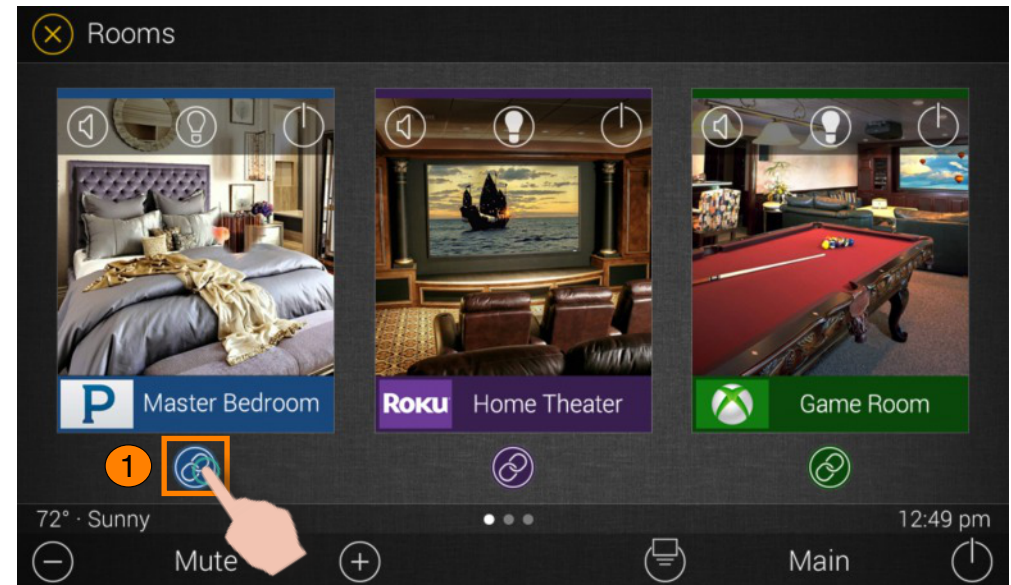 Rooms
P Master Bedroom
ROKU Home Theater
Game Room
1
72° · Sunny
12:49 pm
Mute
Main